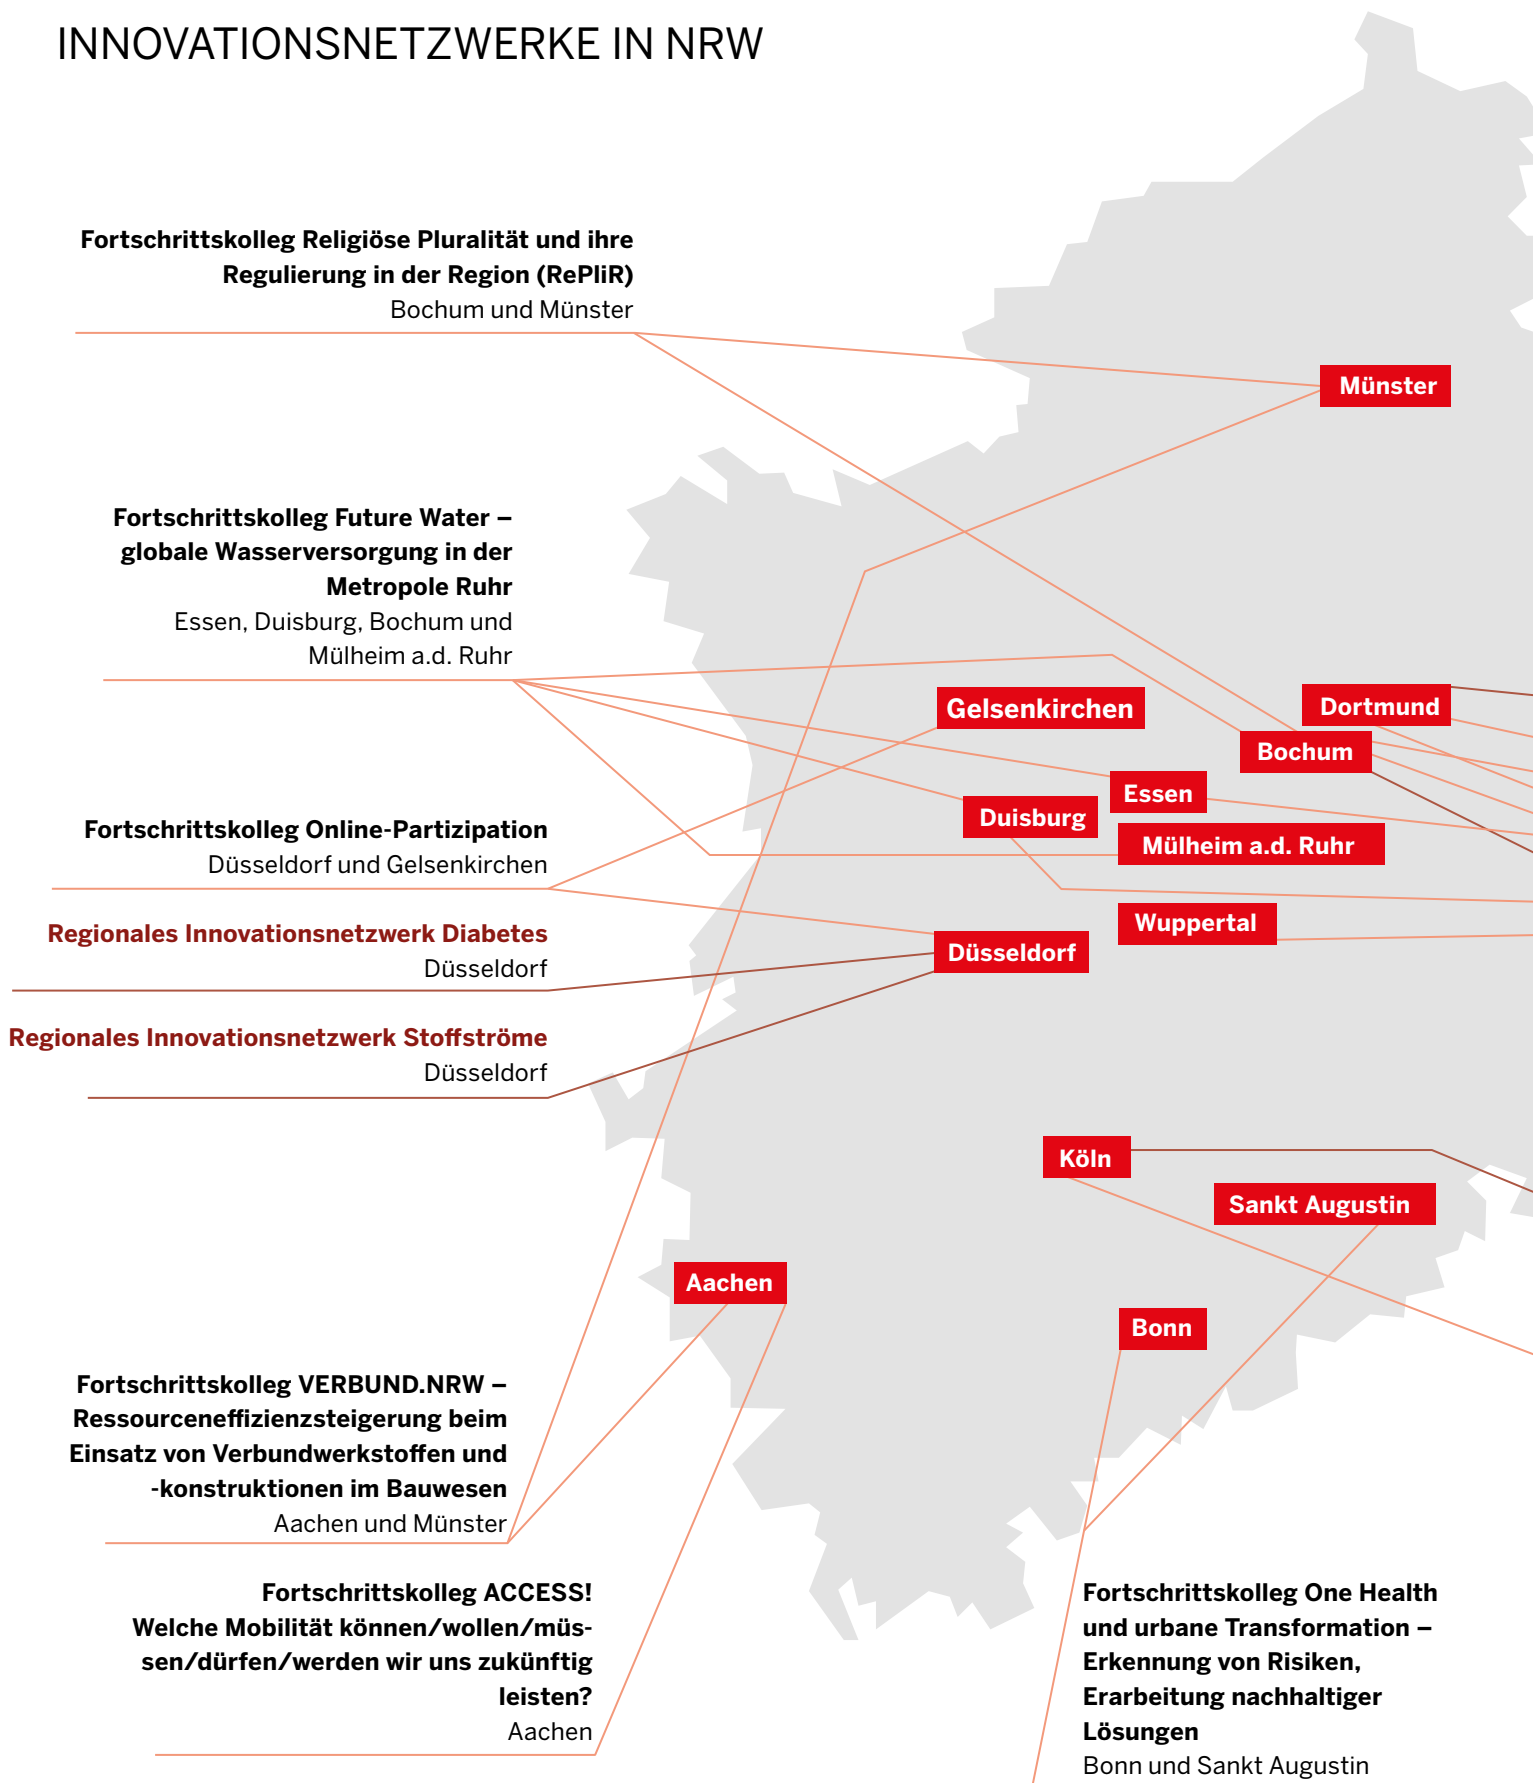 INNOVATIONSNETZWERKE IN NRW
Fortschrittskolleg Religiöse Pluralität und ihre
Regulierung in der Region (RePliR)
Bochum und Münster
Münster
Fortschrittskolleg Future Water –
globale Wasserversorgung in der
Metropole Ruhr
Essen, Duisburg, Bochum und
Mülheim a.d. Ruhr
Gelsenkirchen
Dortmund
Bochum
Essen
Duisburg
Mülheim a.d. Ruhr
Fortschrittskolleg Online-Partizipation
Düsseldorf und Gelsenkirchen
Wuppertal
Düsseldorf
Regionales Innovationsnetzwerk Diabetes
Düsseldorf
Regionales Innovationsnetzwerk Stoffströme
Düsseldorf
Köln
Sankt Augustin
Aachen
Bonn
Fortschrittskolleg VERBUND.NRW –
Ressourceneffizienzsteigerung beim
Einsatz von Verbundwerkstoffen und
-konstruktionen im Bauwesen
Aachen und Münster
Fortschrittskolleg ACCESS!
Welche Mobilität können/wollen/müs-
sen/dürfen/werden wir uns zukünftig
leisten?
Aachen
Fortschrittskolleg One Health
und urbane Transformation –
Erkennung von Risiken,
Erarbeitung nachhaltiger
Lösungen
Bonn und Sankt Augustin